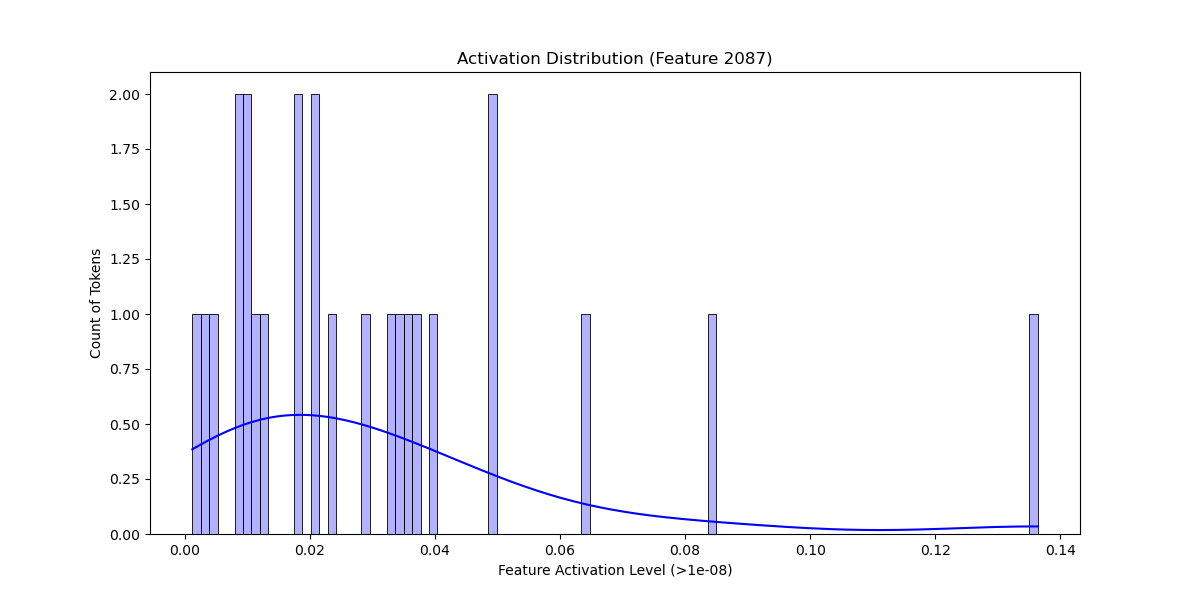 Activation Distribution (Feature 2087)
2.00
1.75
1.50
1.25
1.00
0.75
0.50
0.25
0.00
Count of Tokens
0.00 0.02 0.04 0.06 0.08 0.10 0.12 0.14
Feature Activation Level (>1e-08)